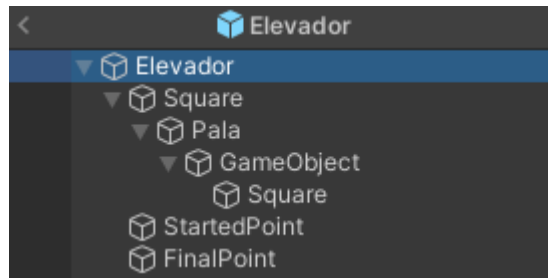 Elevador
Elevador
Square
Pala
GameObject
Square
StartedPoint
FinalPoint